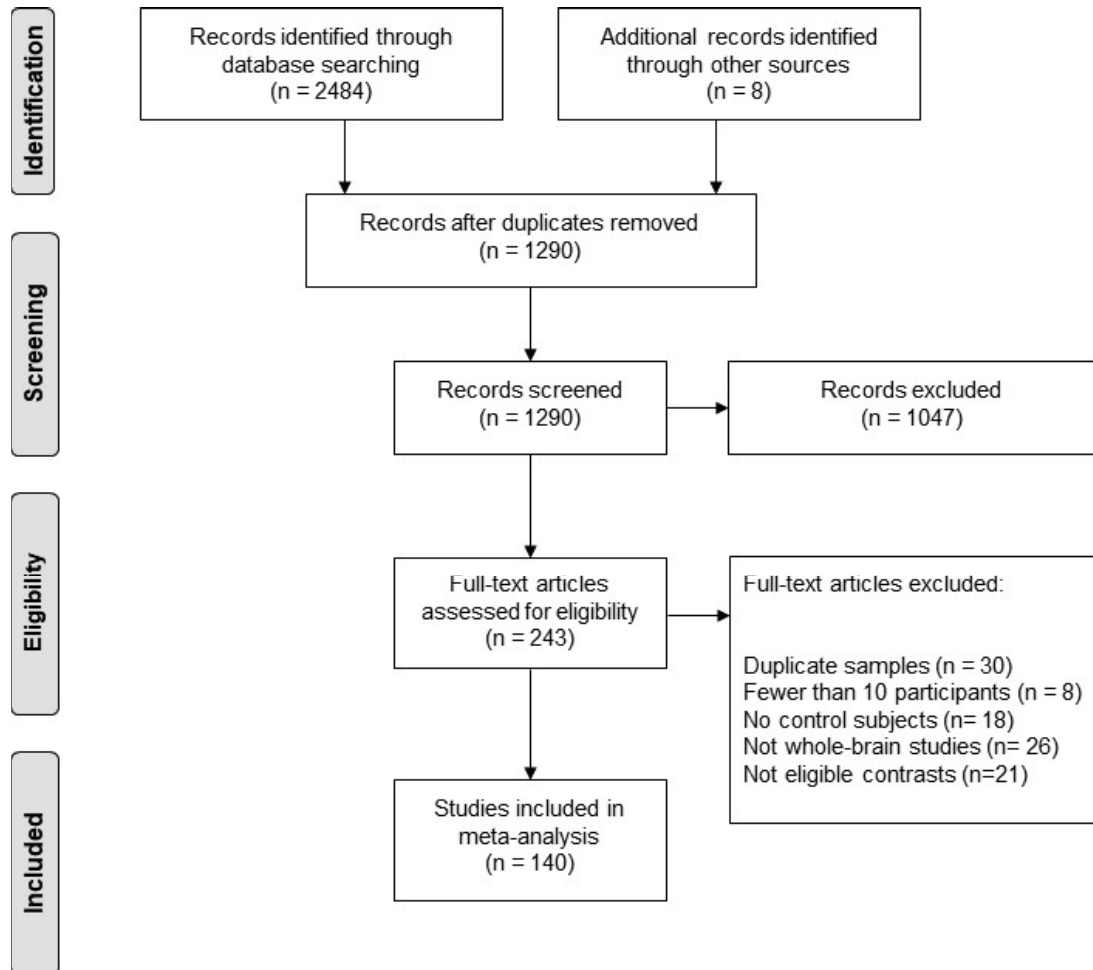 Identification
Records identified through
database searching
(n = 2484)
Additional records identified
through other sources
(n = 8)
Records after duplicates removed
(n = 1290)
Screening
Records screened
(n = 1290)
Records excluded
(n = 1047)
Eligibility
Full-text articles
assessed for eligibility
(n = 243)
Full-text articles excluded:
Duplicate samples (n = 30)
Fewer than 10 participants (n = 8)
No control subjects (n= 18)
Not whole-brain studies (n= 26)
Not eligible contrasts (n=21)
Included
Studies included in
meta-analysis
(n = 140)